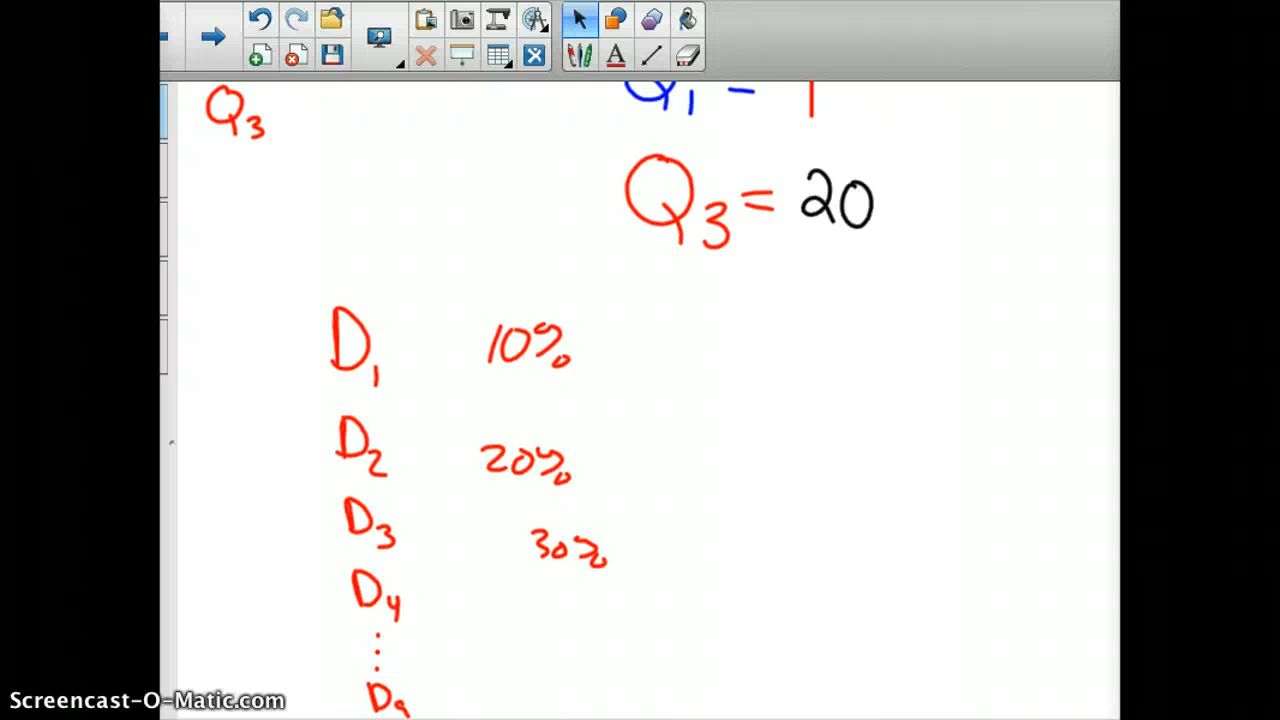 Q3
Q3 = 20
D1 10%
D2 20%
D3 30%
D4
⋮
D9
Screencast-O-Matic.com